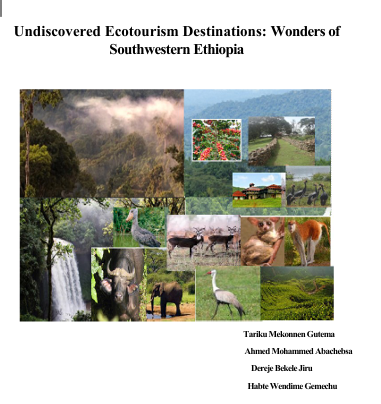 Undiscovered Ecotourism Destinations: Wonders of
Southwestern Ethiopia
Tariku Mekonnen Gutema
Ahmed Mohammed Abachebsa
Dereje Bekele Jiru
Habte Wendime Gemechu